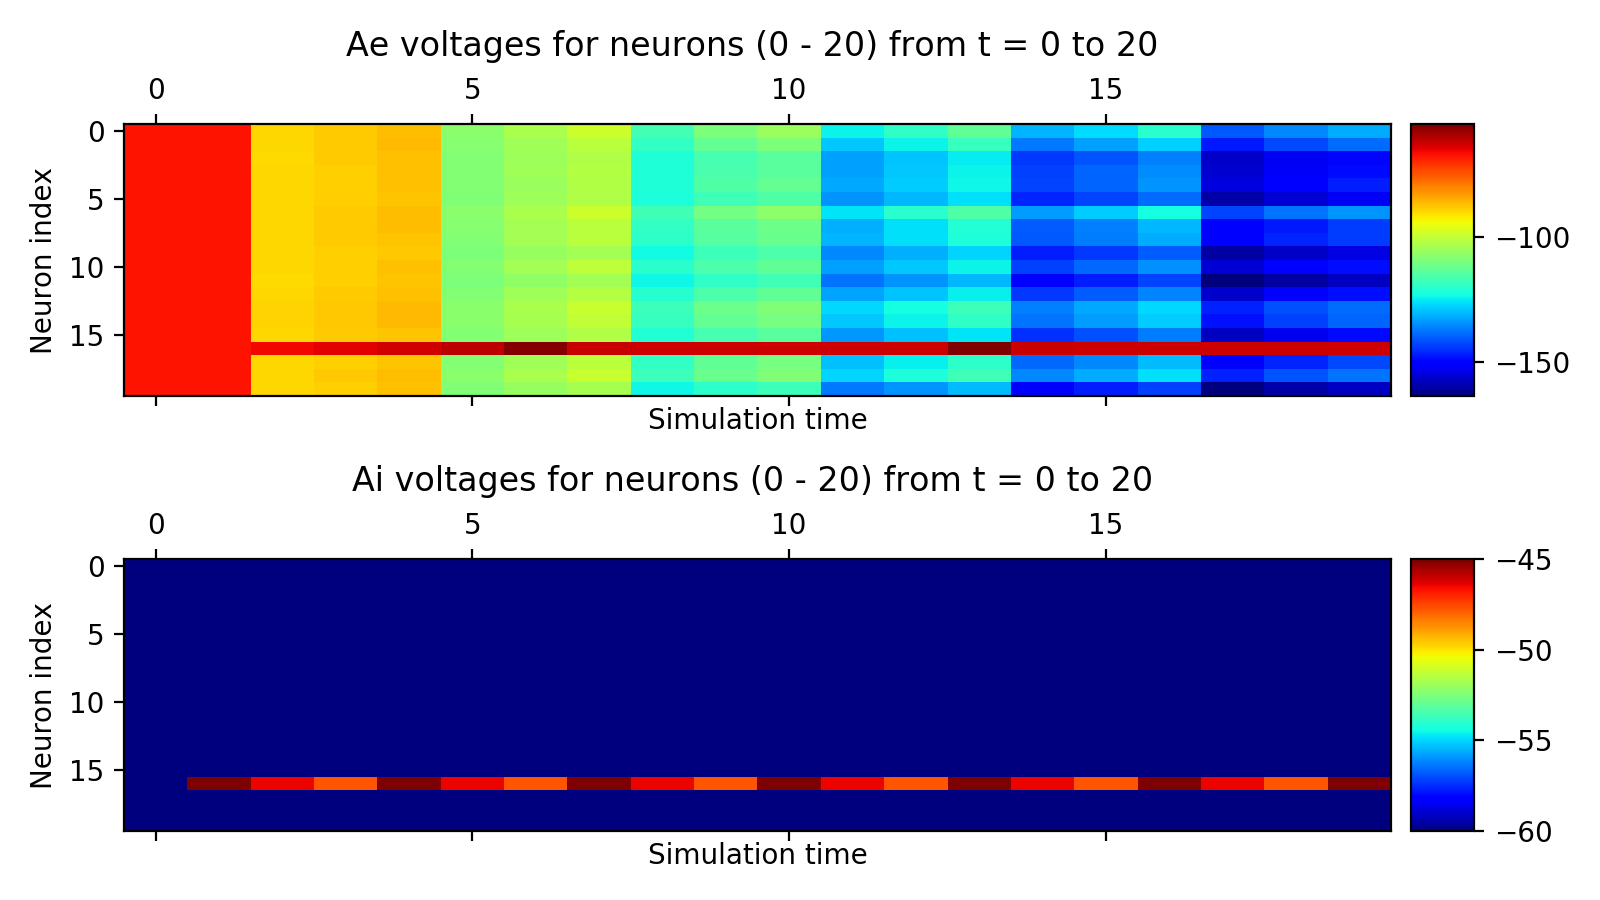 Ae voltages for neurons (0 - 20) from t = 0 to 20
0 5 10 15
0
5
10
15
Neuron index
Simulation time
−100
−150
Ai voltages for neurons (0 - 20) from t = 0 to 20
0 5 10 15
0
5
10
15
Neuron index
Simulation time
−45
−50
−55
−60